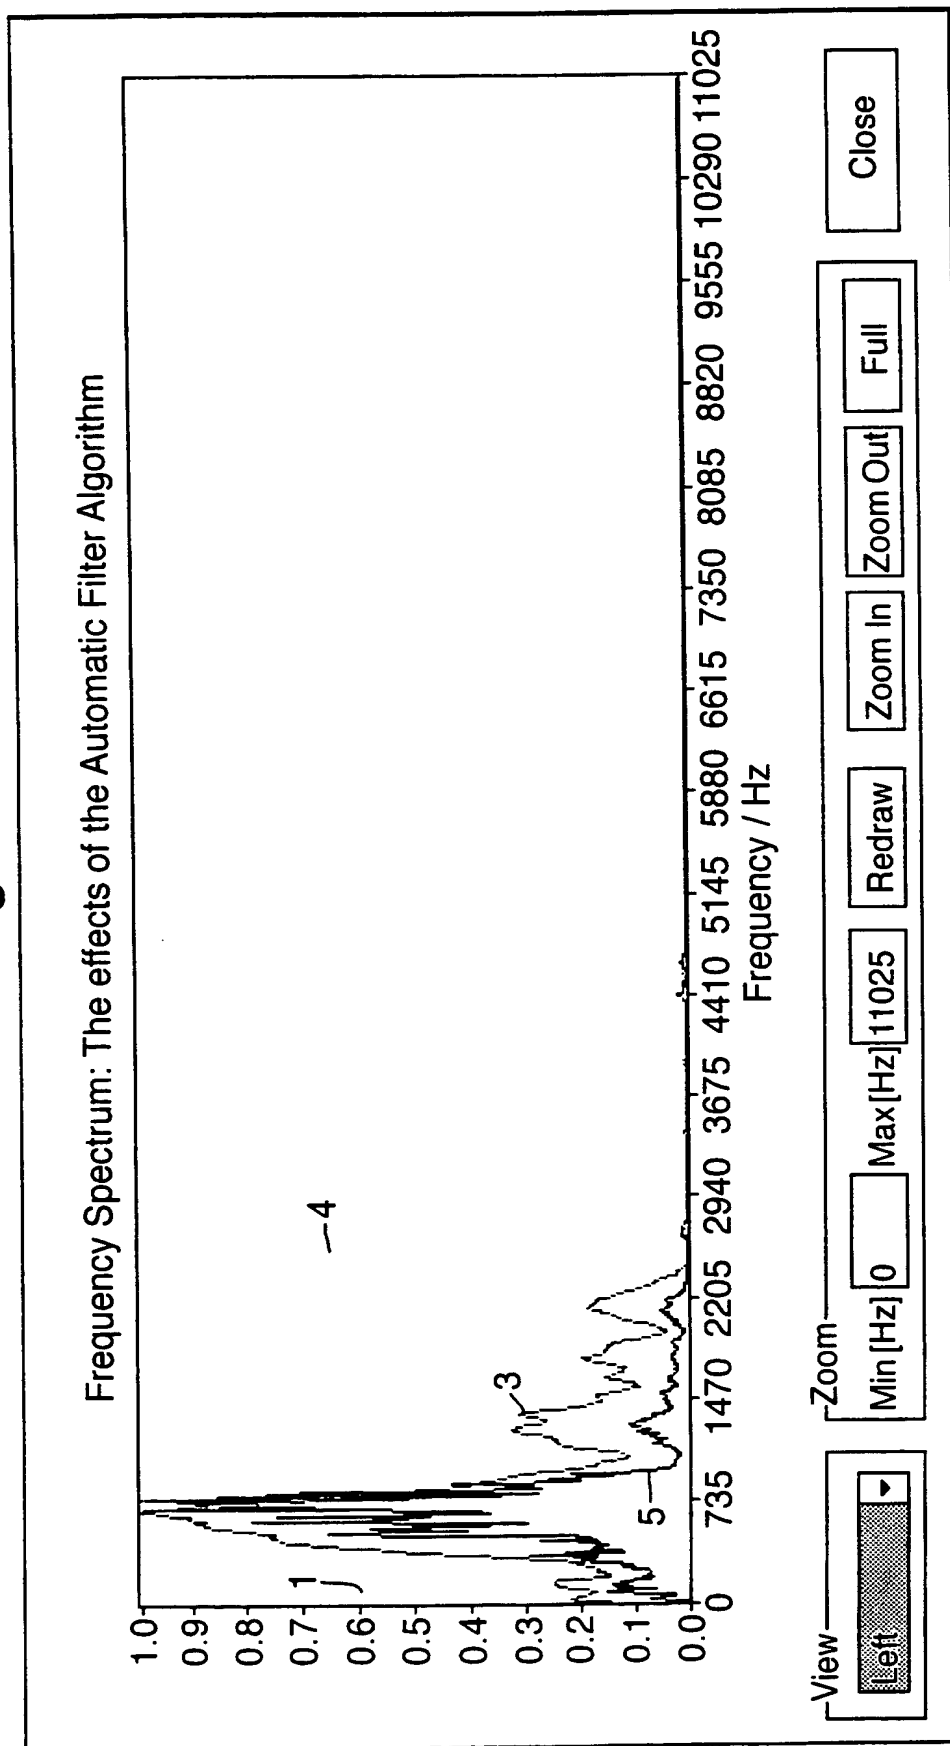 Frequency Spectrum: The effects of the Automatic Filter Algorithm
1.0
0.9
0.8
0.7
0.6
0.5
0.4
0.3
0.2
0.1
0.0
1
3
4
5
0 735 1470 2205 2940 3675 4410 5145 5880 6615 7350 8085 8820 9555 10290 11025
Frequency / Hz
View
Left
Zoom
Min [Hz] 0 Max [Hz] 11025 Redraw Zoom In Zoom Out Full
Close